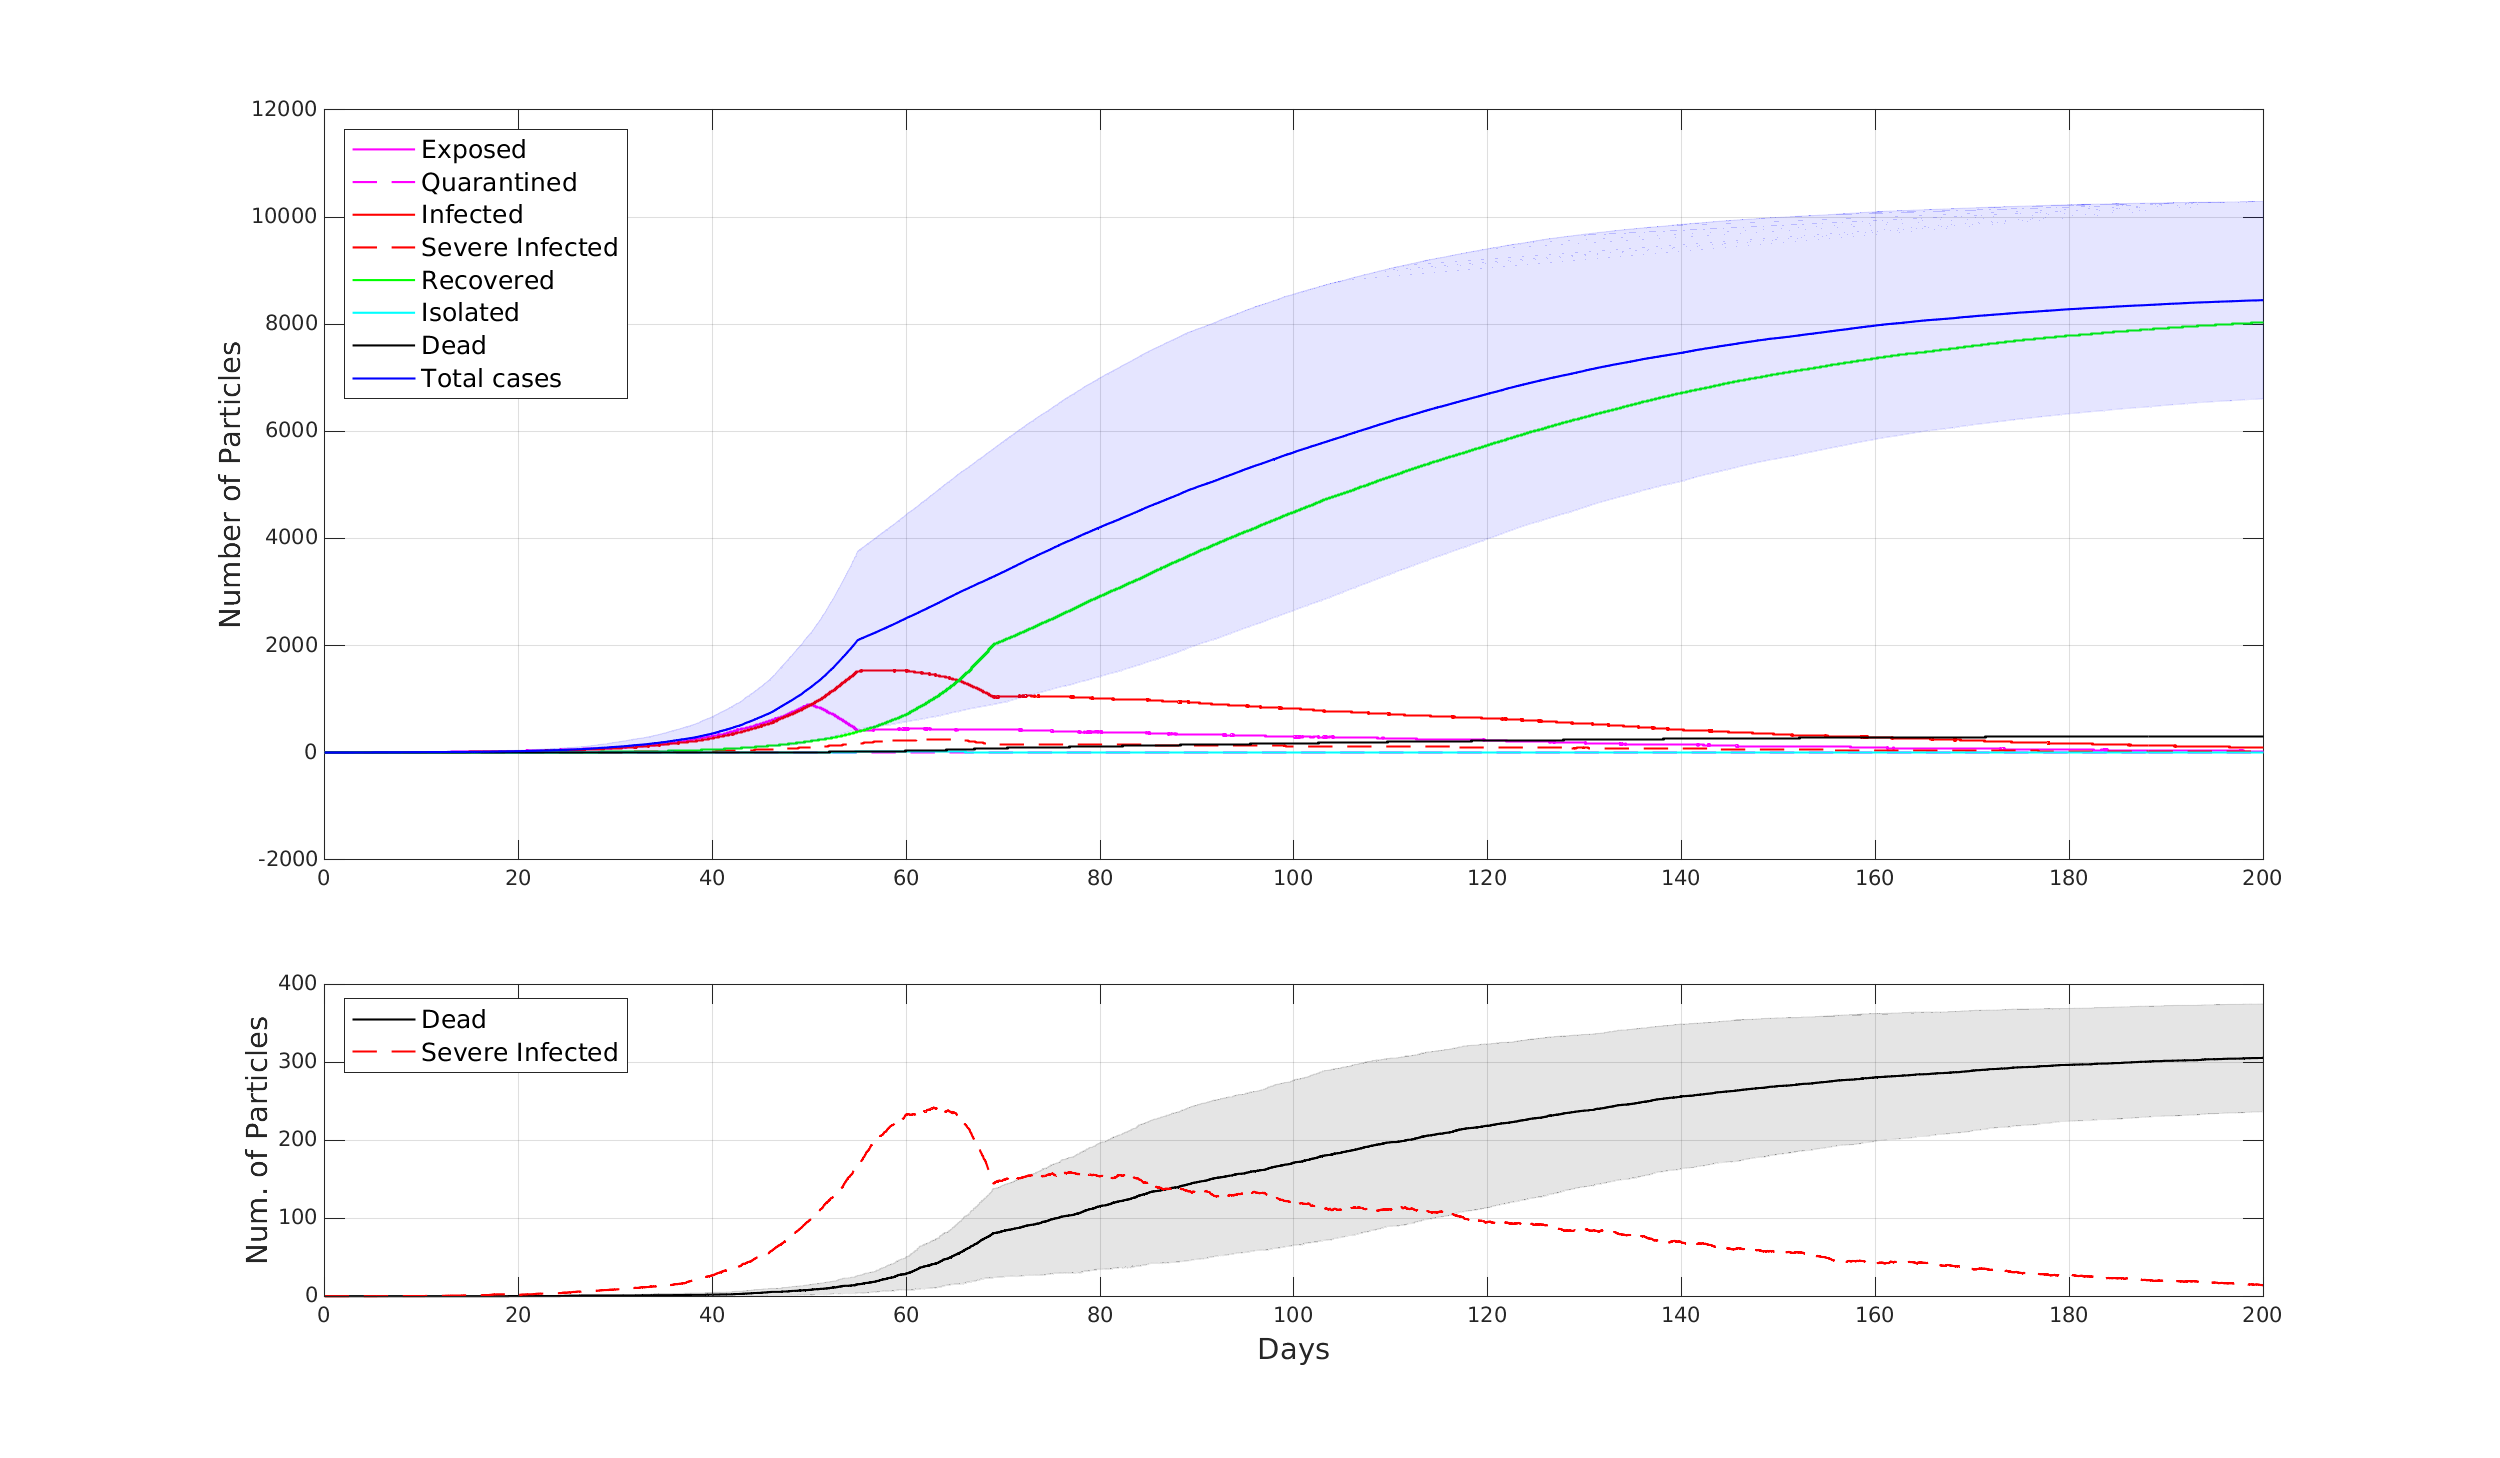 12000
10000
8000
6000
4000
2000
0
-2000
Number of Particles
Exposed
Quarantined
Infected
Severe Infected
Recovered
Isolated
Dead
Total cases
0 20 40 60 80 100 120 140 160 180 200
400
300
200
100
0
Num. of Particles
Dead
Severe Infected
0 20 40 60 80 100 120 140 160 180 200
Days